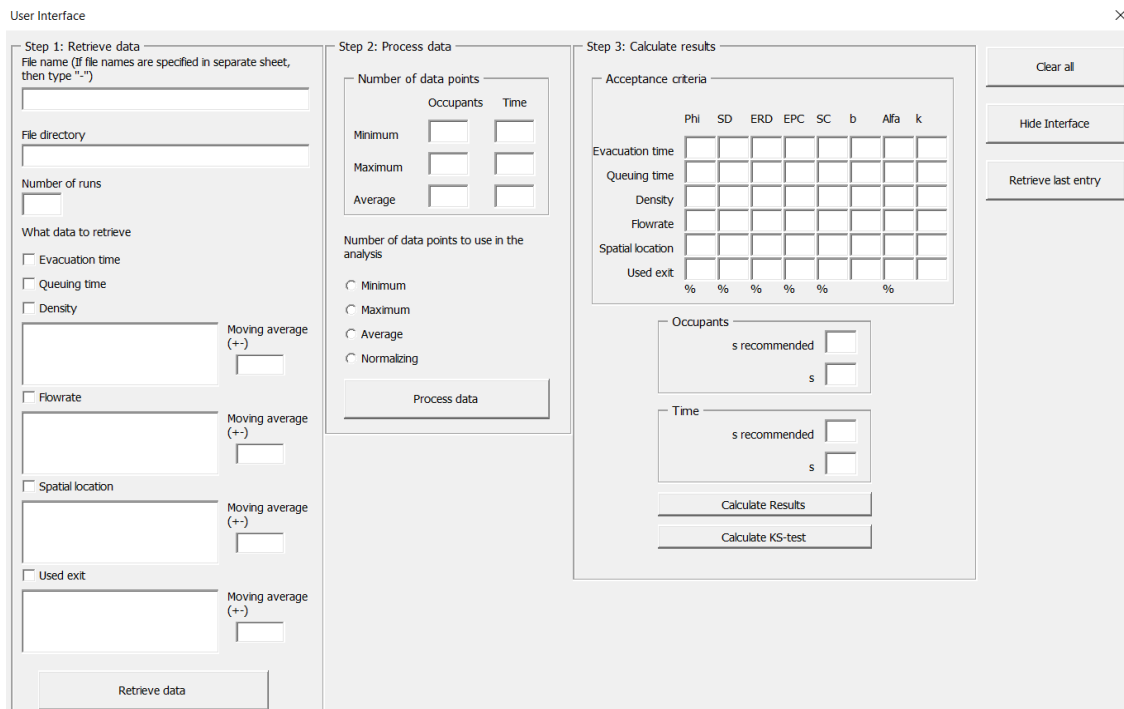 User Interface
Step 1: Retrieve data
File name (If file names are specified in separate sheet,
then type "-")
File directory
Number of runs
What data to retrieve
Evacuation time
Queuing time
Density
Moving average
(+-)
Flowrate
Moving average
(+-)
Spatial location
Moving average
(+-)
Used exit
Moving average
(+-)
Retrieve data
Step 2: Process data
Number of data points
Occupants Time
Minimum
Maximum
Average
Number of data points to use in the
analysis
Minimum
Maximum
Average
Normalizing
Process data
Step 3: Calculate results
Acceptance criteria
Phi SD ERD EPC SC b Alfa k
Evacuation time
Queuing time
Density
Flowrate
Spatial location
Used exit
% % % % % %
Occupants
s recommended
s
Time
s recommended
s
Calculate Results
Calculate KS-test
Clear all
Hide Interface
Retrieve last entry